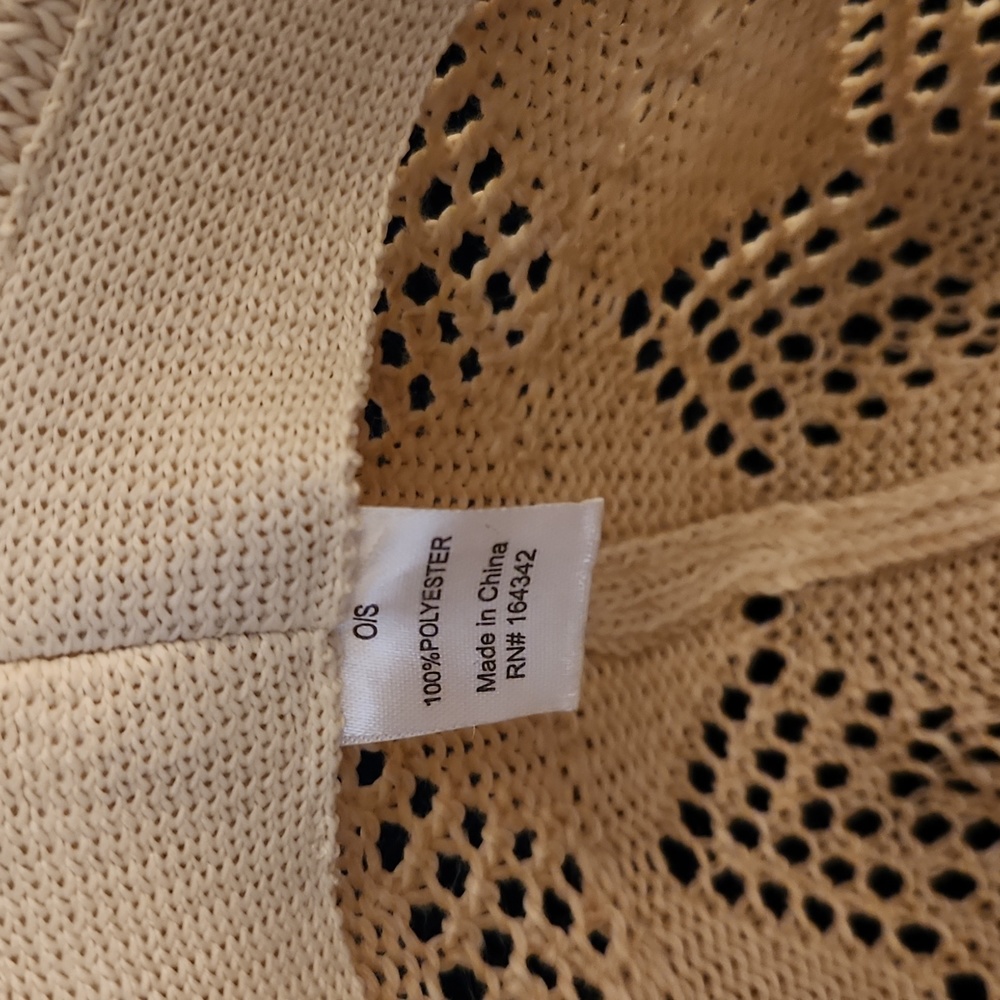 O/S
100%POLYESTER
Made in China
RN# 164342